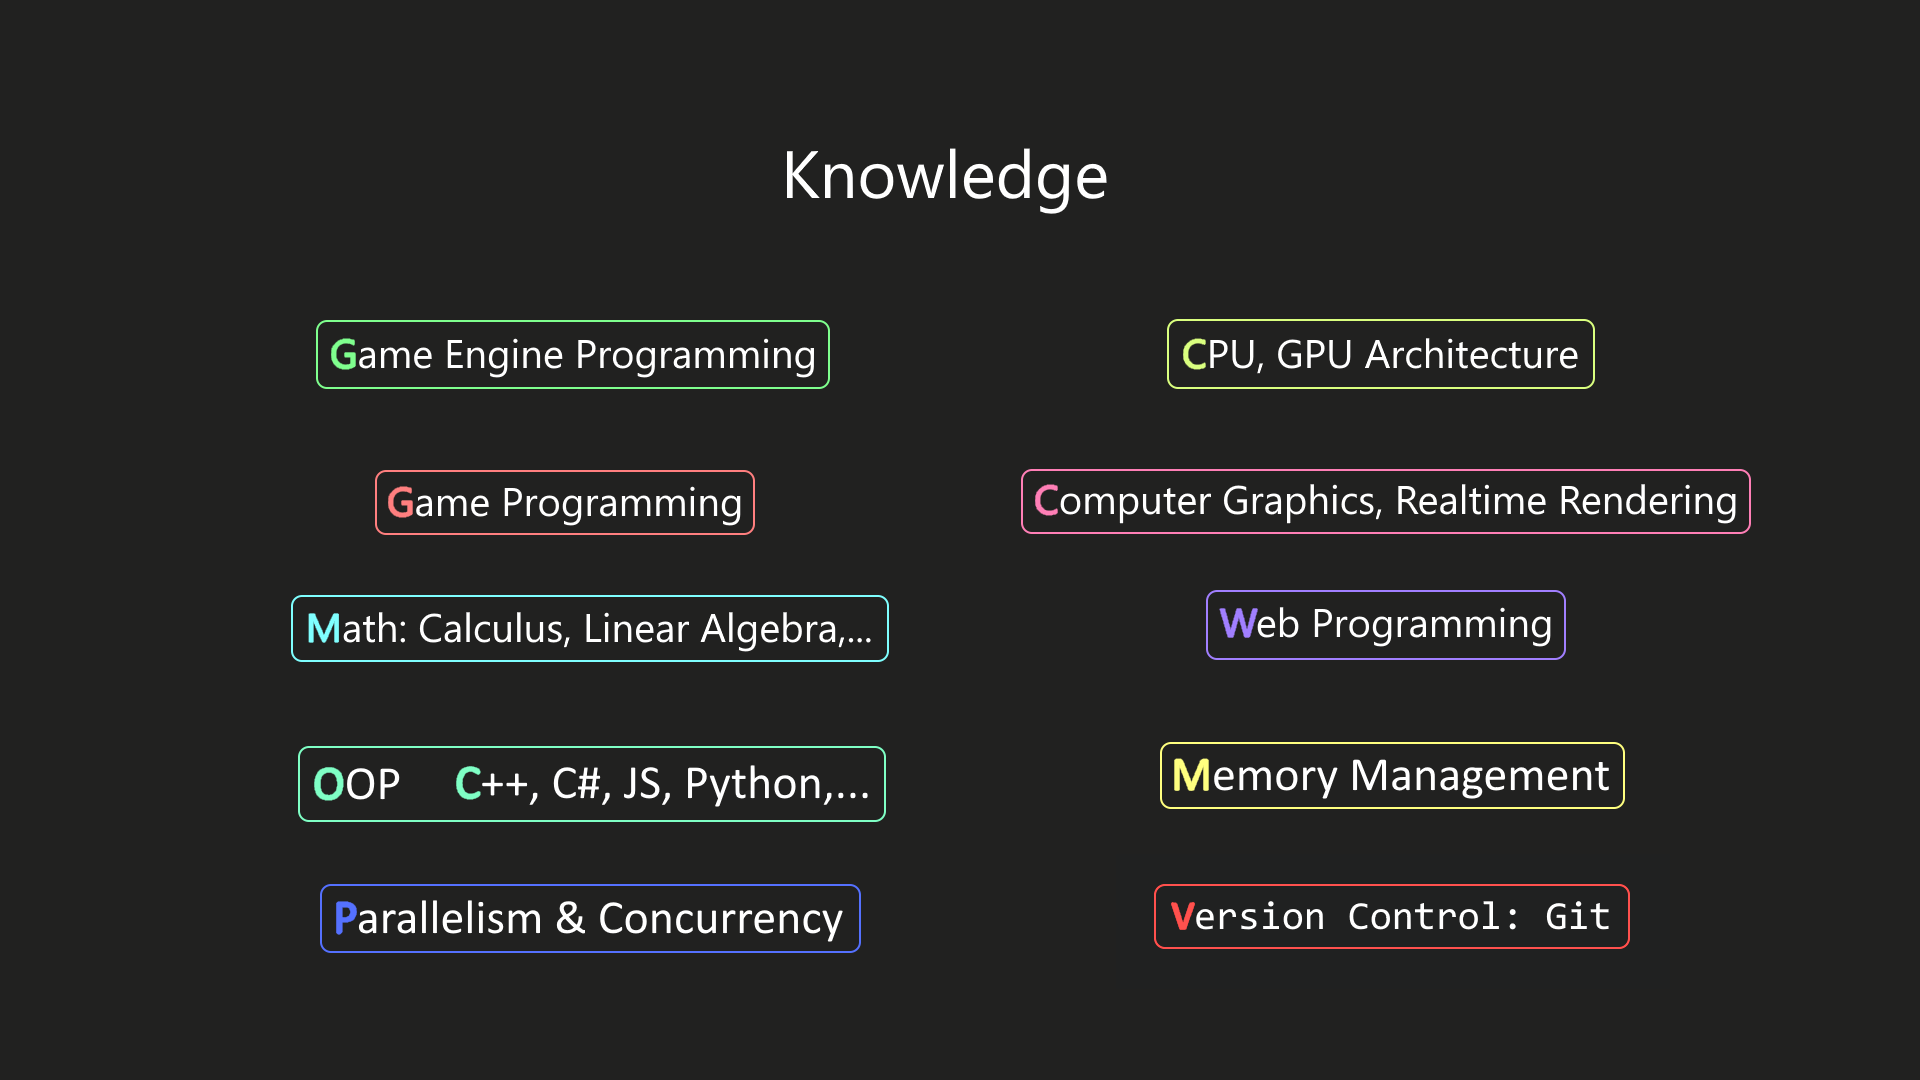 Knowledge
Game Engine Programming
CPU, GPU Architecture
Game Programming
Computer Graphics, Realtime Rendering
Math: Calculus, Linear Algebra,...
Web Programming
OOP C++, C#, JS, Python,...
Memory Management
Parallelism & Concurrency
Version Control: Git